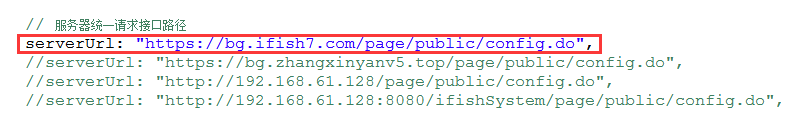 // 服务器统一请求接口路径
serverUrl: "https://bg.ifish7.com/page/public/config.do",
//serverUrl: "https://bg.zhangxinyanv5.top/page/public/config.do",
//serverUrl: "http://192.168.61.128/page/public/config.do",
//serverUrl: "http://192.168.61.128:8080/ifishSystem/page/public/config.do",